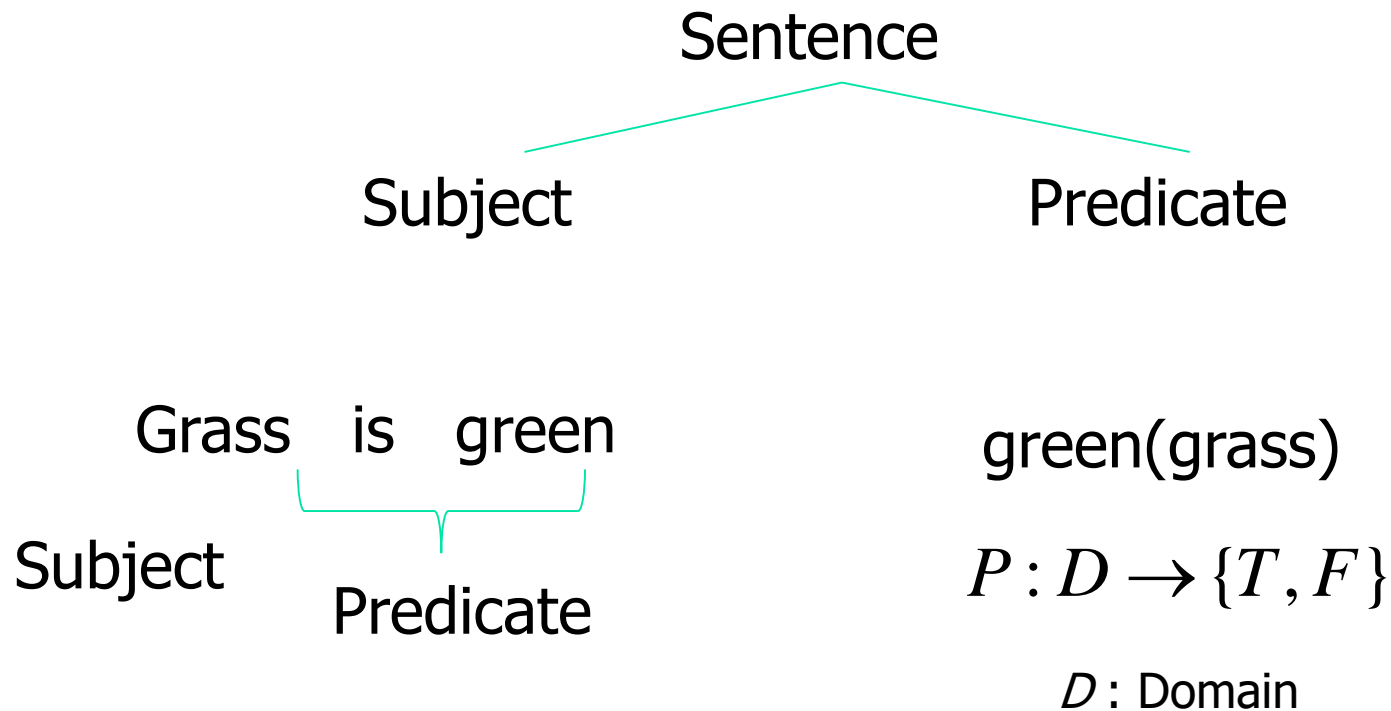 Sentence
Subject Predicate
Grass is green
green(grass)
Subject
Predicate
P : D → {T , F}
D : Domain